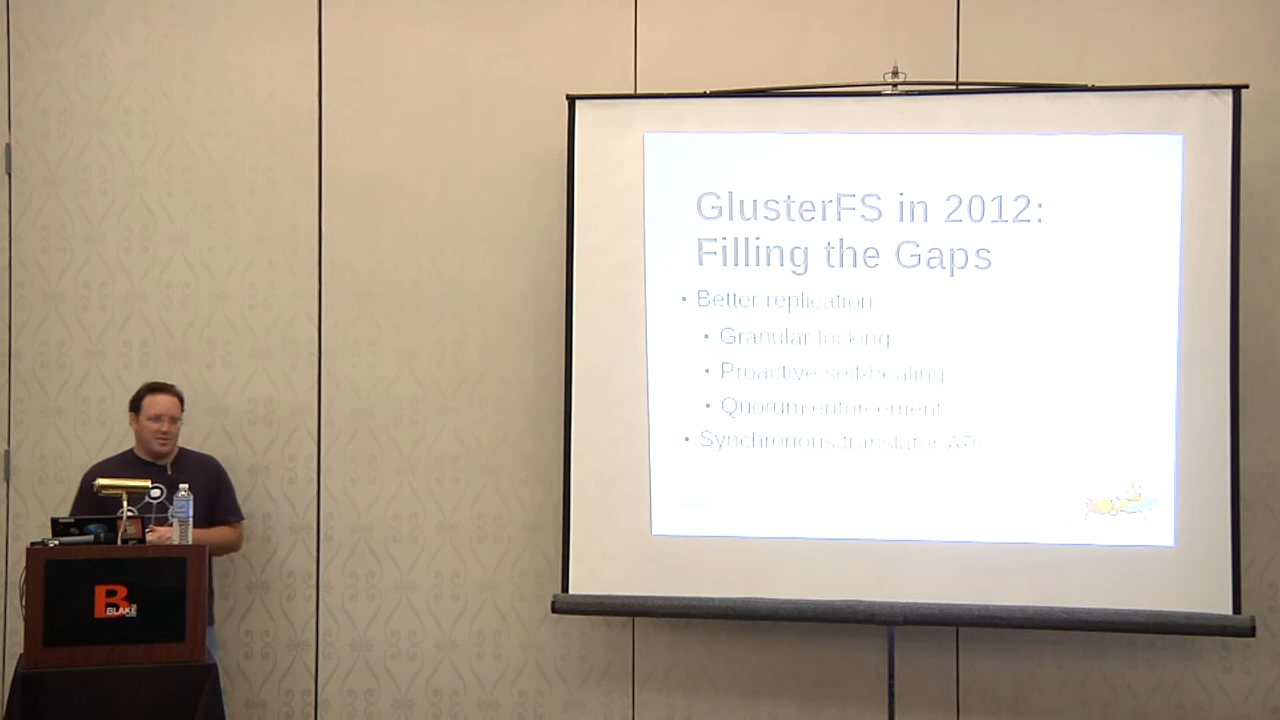 GlusterFS in 2012:
Filling the Gaps
• Better replication
• Granular locking
• Proactive self-healing
• Quorum enforcement
• Synchronous translator API
B
BLAKE